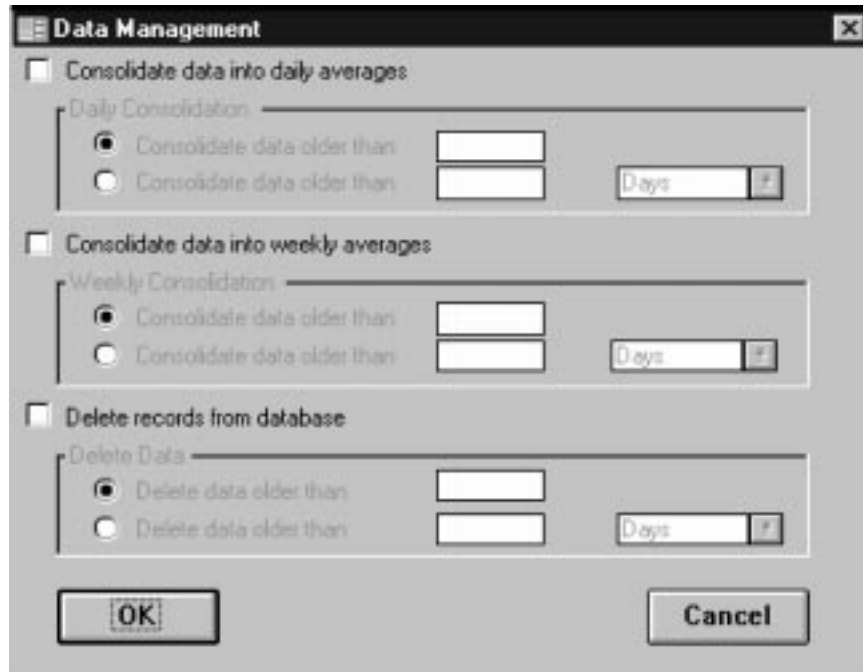 Data Management
Consolidate data into daily averages
Daily Consolidation
Consolidate data older than
Consolidate data older than Days
Consolidate data into weekly averages
Weekly Consolidation
Consolidate data older than
Consolidate data older than Days
Delete records from database
Delete Data
Delete data older than
Delete data older than Days
OK Cancel